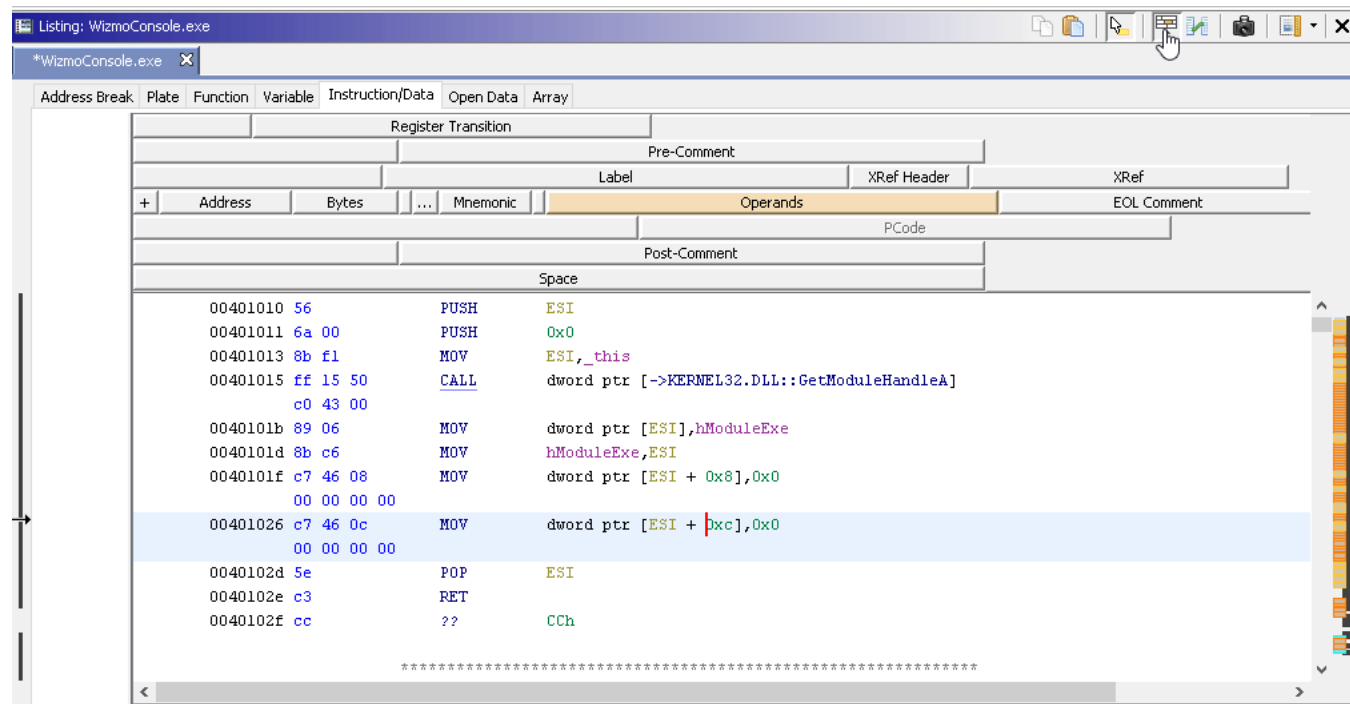 Listing: WizmoConsole.exe
*WizmoConsole.exe
Address Break Plate Function Variable Instruction/Data Open Data Array
Register Transition
Pre-Comment
Label XRef Header XRef
+ Address Bytes ... Mnemonic Operands EOL Comment
PCode
Post-Comment
Space
00401010 56 PUSH ESI
00401011 6a 00 PUSH 0x0
00401013 8b f1 MOV ESI,_this
00401015 ff 15 50 CALL dword ptr [->KERNEL32.DLL::GetModuleHandleA]
c0 43 00
0040101b 89 06 MOV dword ptr [ESI],hModuleExe
0040101d 8b c6 MOV hModuleExe,ESI
0040101f c7 46 08 MOV dword ptr [ESI + 0x8],0x0
00 00 00 00
00401026 c7 46 0c MOV dword ptr [ESI + 0xc],0x0
00 00 00 00
0040102d 5e POP ESI
0040102e c3 RET
0040102f cc ?? CCh
**************************************************************